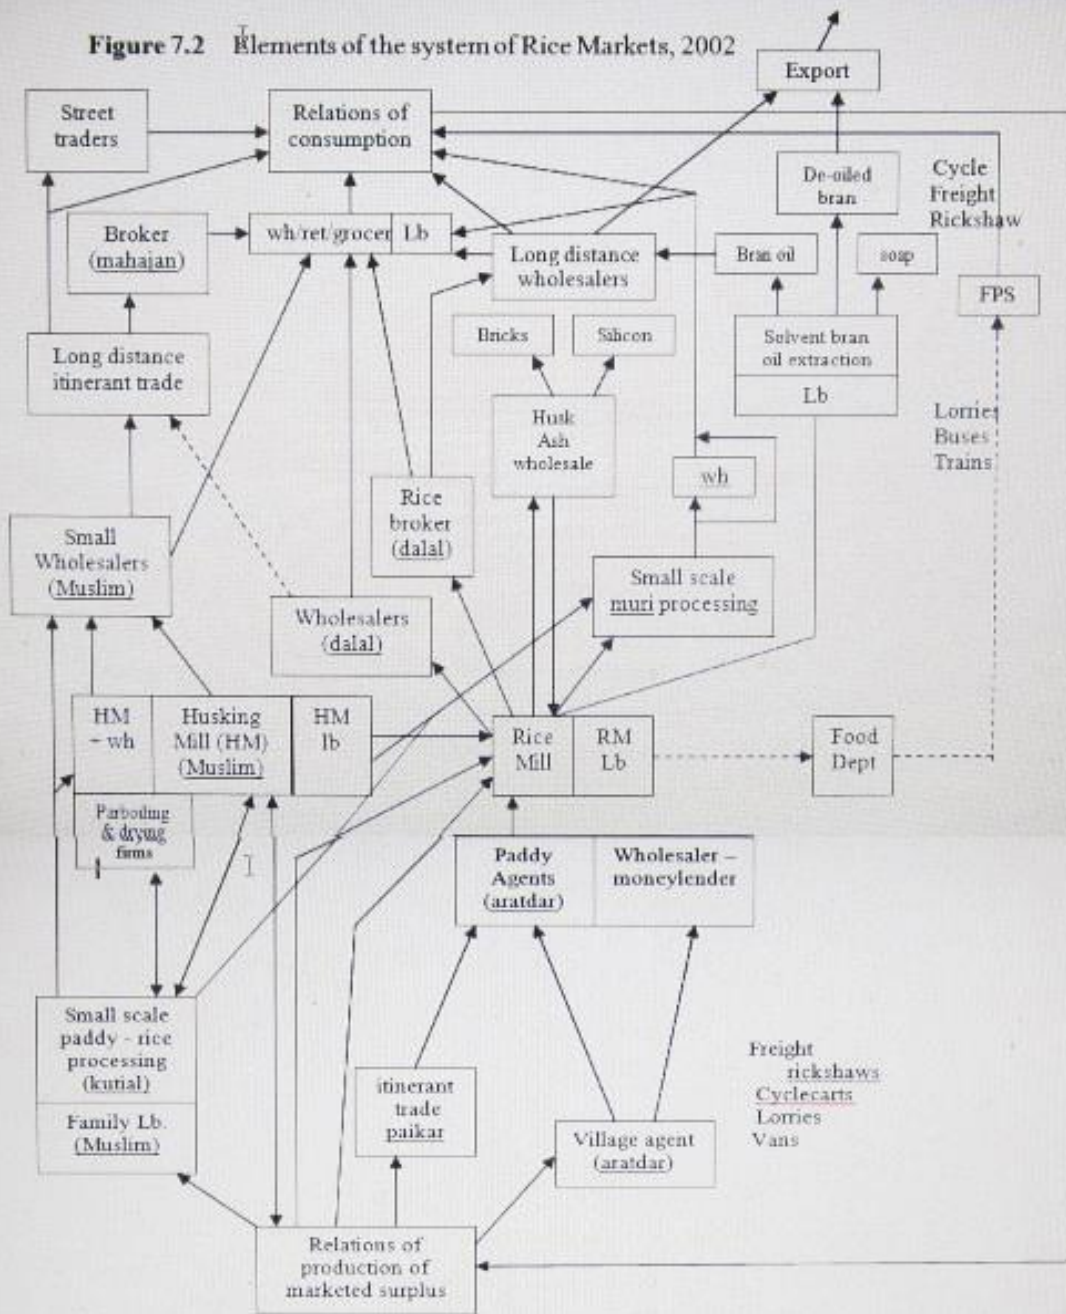 Figure 7.2 Elements of the system of Rice Markets, 2002
Export
Street
traders
Relations of
consumption
De-oiled
bran
Cycle
Freight
Rickshaw
Broker
(mahajan)
wh/ret/grocer
Lb
Long distance
wholesalers
Bran oil
soap
FPS
Bricks
Silicon
Solvent bran
oil extraction
Lb
Long distance
itinerant trade
Husk
Ash
wholesale
Lorries
Buses
Trains
wh
Rice
broker
(dalal)
Small
Wholesalers
(Muslim)
Small scale
muri processing
Wholesalers
(dalal)
HM
- wh
Husking
Mill (HM)
(Muslim)
HM
lb
Rice
Mill
RM
Lb
Food
Dept
Parboiling
& drying
firms
Paddy
Agents
(aratdar)
Wholesaler –
moneylender
Small scale
paddy - rice
processing
(kutial)
Family Lb.
(Muslim)
itinerant
trade
paikar
Village agent
(aratdar)
Freight
rickshaws
Cyclecarts
Lorries
Vans
Relations of
production of
marketed surplus